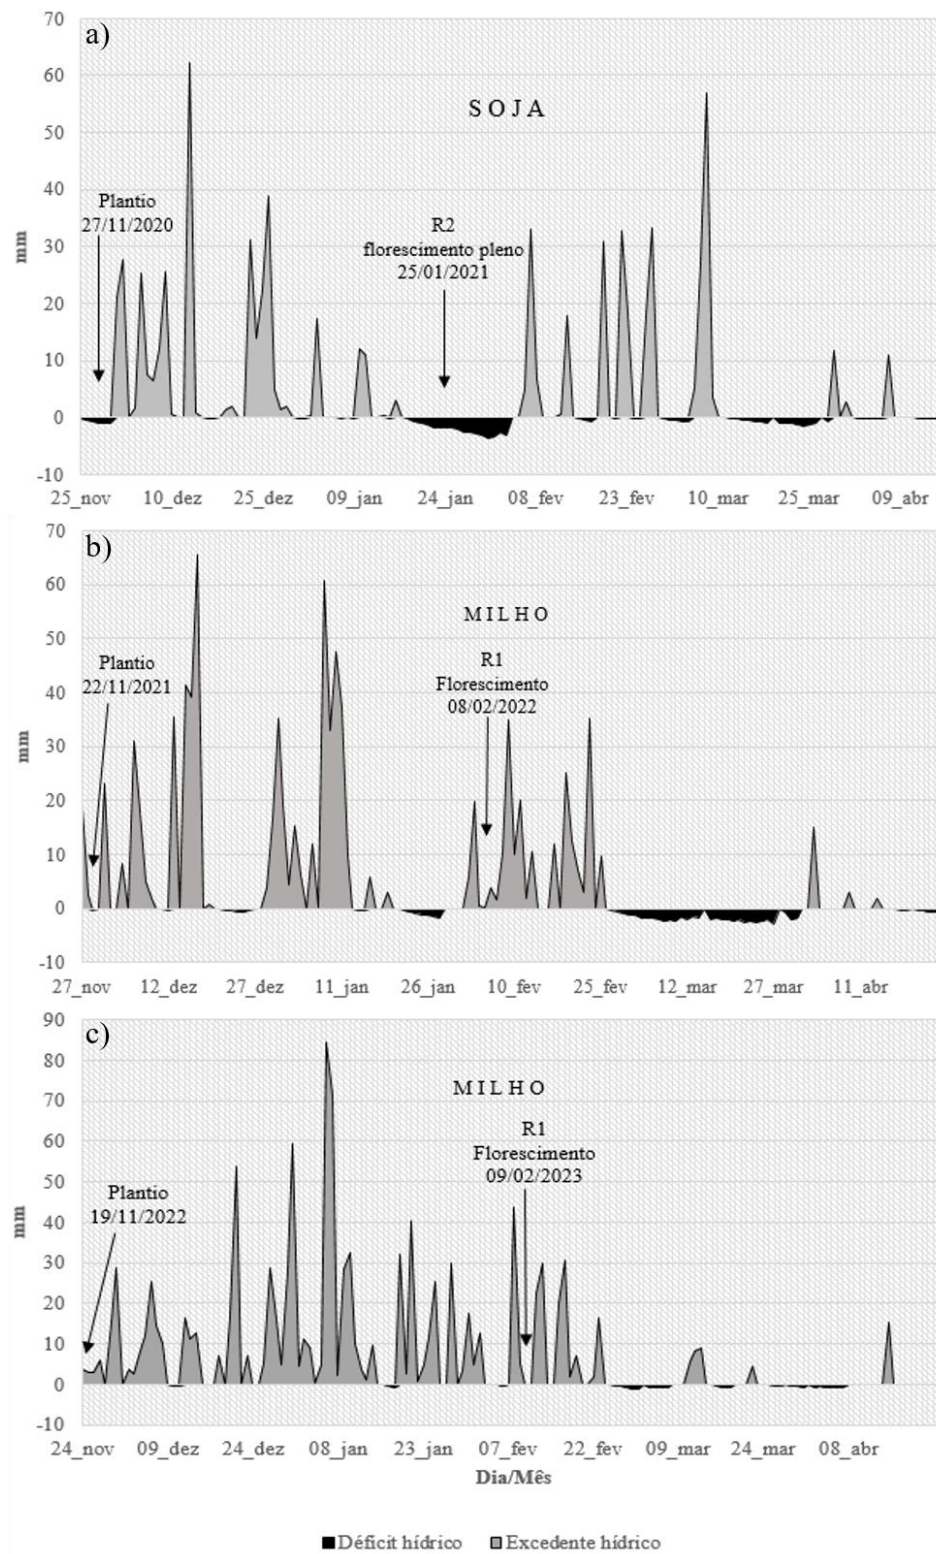 a)
70
60
50
40
30
20
10
0
-10
mm
S O J A
Plantio
27/11/2020
R2
florescimento pleno
25/01/2021
25_nov 10_dez 25_dez 09_jan 24_jan 08_fev 23_fev 10_mar 25_mar 09_abr
b)
70
60
50
40
30
20
10
0
-10
mm
M I L H O
Plantio
22/11/2021
R1
Florescimento
08/02/2022
27_nov 12_dez 27_dez 11_jan 26_jan 10_fev 25_fev 12_mar 27_mar 11_abr
c)
90
80
70
60
50
40
30
20
10
0
-10
mm
M I L H O
Plantio
19/11/2022
R1
Florescimento
09/02/2023
24_nov 09_dez 24_dez 08_jan 23_jan 07_fev 22_fev 09_mar 24_mar 08_abr
Dia/Mês
Déficit hídrico Excedente hídrico